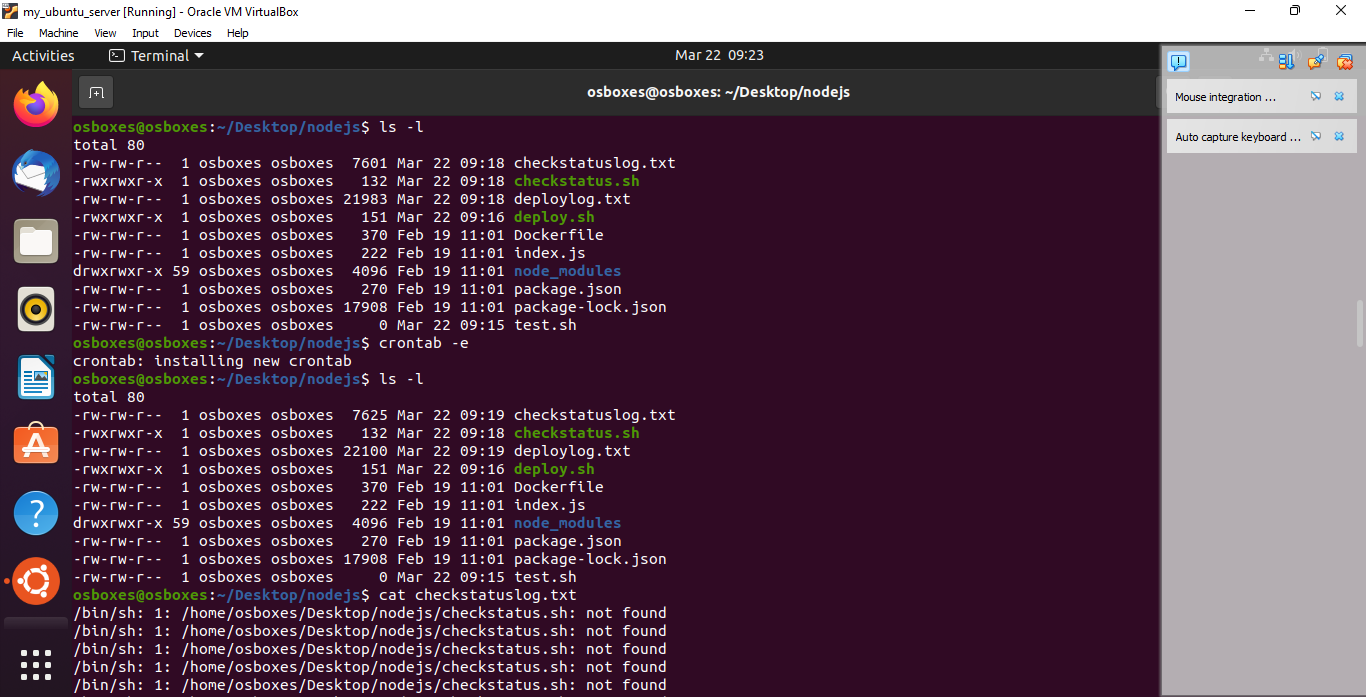 my_ubuntu_server [Running] - Oracle VM VirtualBox
File Machine View Input Devices Help
Activities Terminal Mar 22 09:23
osboxes@osboxes: ~/Desktop/nodejs
Mouse integration ...
Auto capture keyboard ...
osboxes@osboxes:~/Desktop/nodejs$ ls -l
total 80
-rw-rw-r-- 1 osboxes osboxes 7601 Mar 22 09:18 checkstatuslog.txt
-rwxrwxr-x 1 osboxes osboxes 132 Mar 22 09:18 checkstatus.sh
-rw-rw-r-- 1 osboxes osboxes 21983 Mar 22 09:18 deploylog.txt
-rwxrwxr-x 1 osboxes osboxes 151 Mar 22 09:16 deploy.sh
-rw-rw-r-- 1 osboxes osboxes 370 Feb 19 11:01 Dockerfile
-rw-rw-r-- 1 osboxes osboxes 222 Feb 19 11:01 index.js
drwxrwxr-x 59 osboxes osboxes 4096 Feb 19 11:01 node_modules
-rw-rw-r-- 1 osboxes osboxes 270 Feb 19 11:01 package.json
-rw-rw-r-- 1 osboxes osboxes 17908 Feb 19 11:01 package-lock.json
-rw-rw-r-- 1 osboxes osboxes 0 Mar 22 09:15 test.sh
osboxes@osboxes:~/Desktop/nodejs$ crontab -e
crontab: installing new crontab
osboxes@osboxes:~/Desktop/nodejs$ ls -l
total 80
-rw-rw-r-- 1 osboxes osboxes 7625 Mar 22 09:19 checkstatuslog.txt
-rwxrwxr-x 1 osboxes osboxes 132 Mar 22 09:18 checkstatus.sh
-rw-rw-r-- 1 osboxes osboxes 22100 Mar 22 09:19 deploylog.txt
-rwxrwxr-x 1 osboxes osboxes 151 Mar 22 09:16 deploy.sh
-rw-rw-r-- 1 osboxes osboxes 370 Feb 19 11:01 Dockerfile
-rw-rw-r-- 1 osboxes osboxes 222 Feb 19 11:01 index.js
drwxrwxr-x 59 osboxes osboxes 4096 Feb 19 11:01 node_modules
-rw-rw-r-- 1 osboxes osboxes 270 Feb 19 11:01 package.json
-rw-rw-r-- 1 osboxes osboxes 17908 Feb 19 11:01 package-lock.json
-rw-rw-r-- 1 osboxes osboxes 0 Mar 22 09:15 test.sh
osboxes@osboxes:~/Desktop/nodejs$ cat checkstatuslog.txt
/bin/sh: 1: /home/osboxes/Desktop/nodejs/checkstatus.sh: not found
/bin/sh: 1: /home/osboxes/Desktop/nodejs/checkstatus.sh: not found
/bin/sh: 1: /home/osboxes/Desktop/nodejs/checkstatus.sh: not found
/bin/sh: 1: /home/osboxes/Desktop/nodejs/checkstatus.sh: not found
/bin/sh: 1: /home/osboxes/Desktop/nodejs/checkstatus.sh: not found